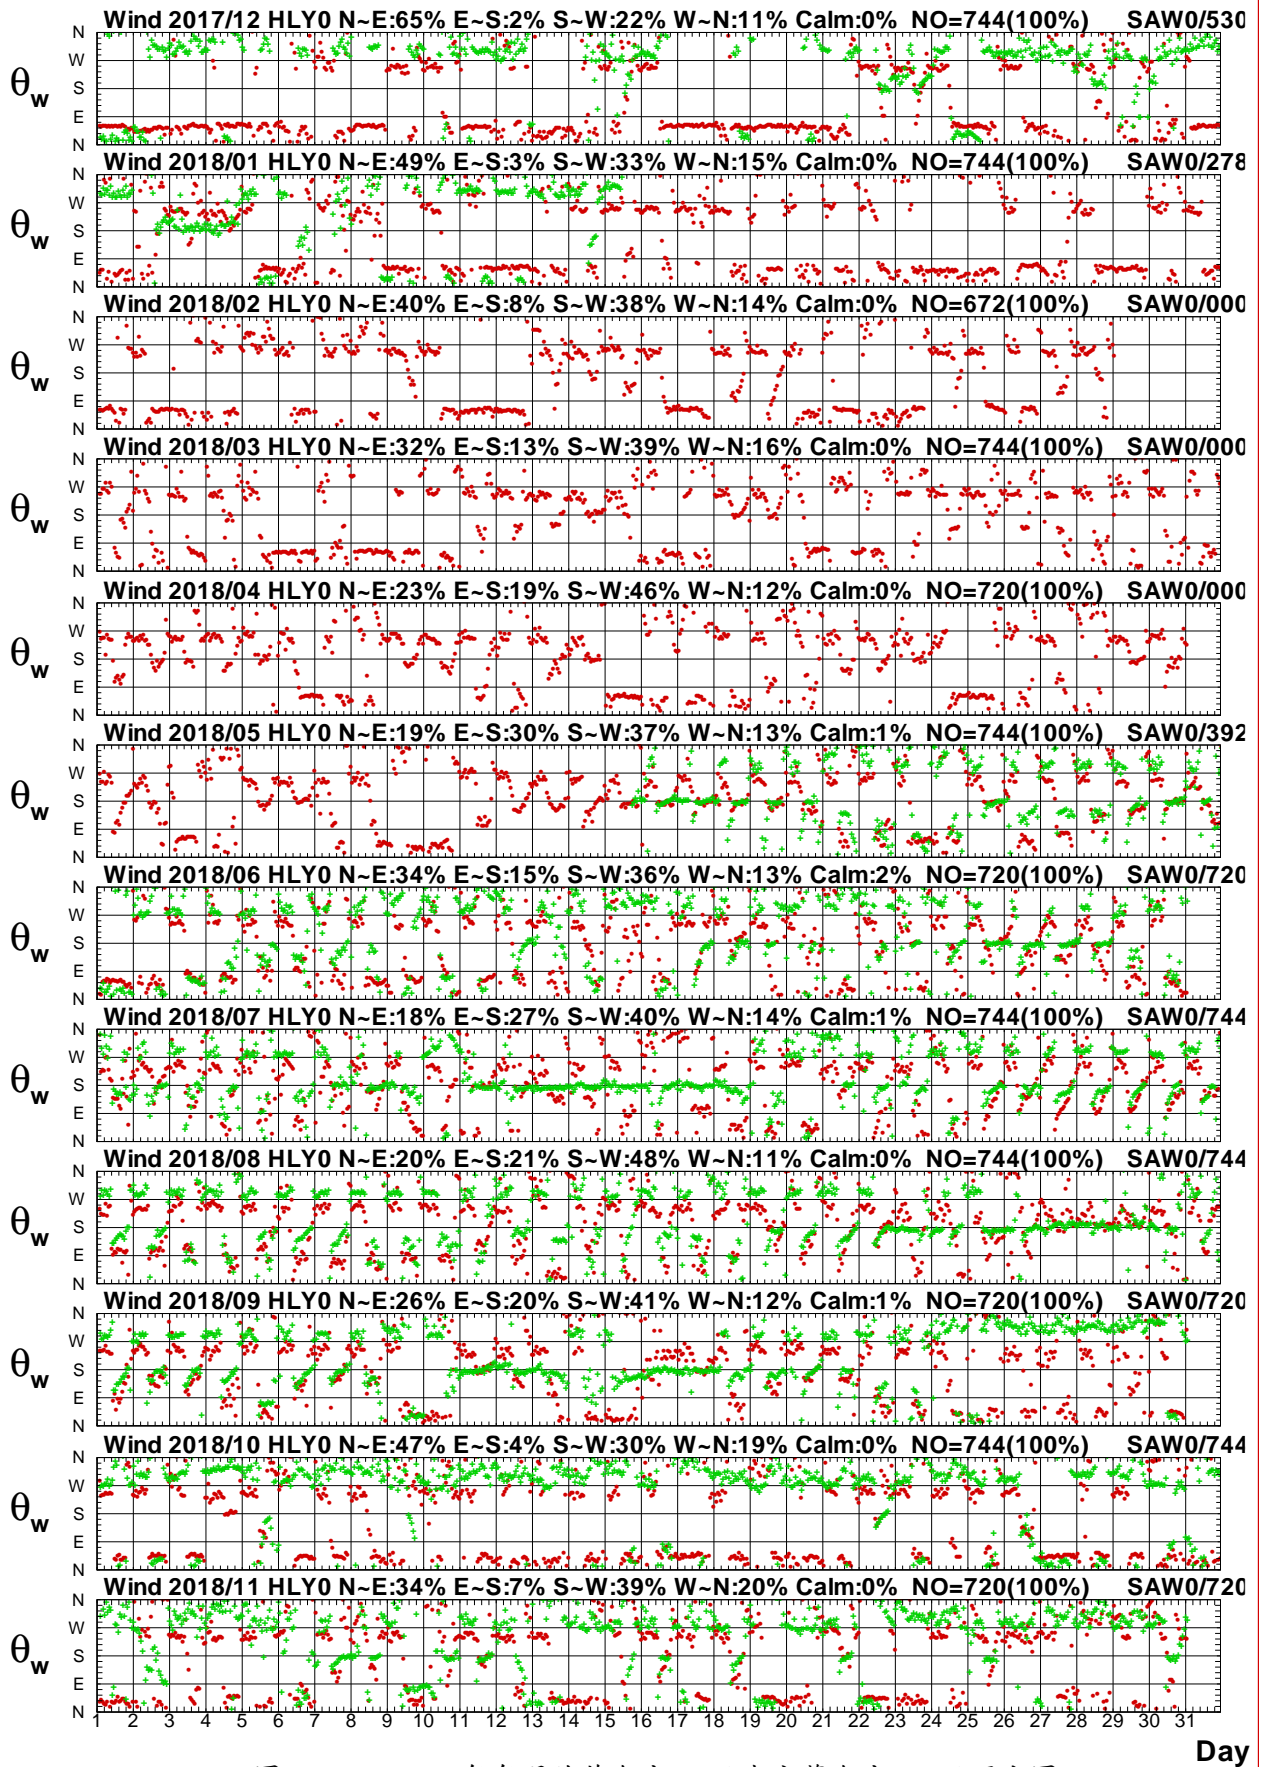 Wind 2017/12 HLY0 N~E:65% E~S:2% S~W:22% W~N:11% Calm:0% NO=744(100%) SAW0/530
N
W
θw
S
E
N
Wind 2018/01 HLY0 N~E:49% E~S:3% S~W:33% W~N:15% Calm:0% NO=744(100%) SAW0/278
N
W
θw
S
E
N
Wind 2018/02 HLY0 N~E:40% E~S:8% S~W:38% W~N:14% Calm:0% NO=672(100%) SAW0/000
N
W
θw
S
E
N
Wind 2018/03 HLY0 N~E:32% E~S:13% S~W:39% W~N:16% Calm:0% NO=744(100%) SAW0/000
N
W
θw
S
E
N
Wind 2018/04 HLY0 N~E:23% E~S:19% S~W:46% W~N:12% Calm:0% NO=720(100%) SAW0/000
N
W
θw
S
E
N
Wind 2018/05 HLY0 N~E:19% E~S:30% S~W:37% W~N:13% Calm:1% NO=744(100%) SAW0/392
N
W
θw
S
E
N
Wind 2018/06 HLY0 N~E:34% E~S:15% S~W:36% W~N:13% Calm:2% NO=720(100%) SAW0/720
N
W
θw
S
E
N
Wind 2018/07 HLY0 N~E:18% E~S:27% S~W:40% W~N:14% Calm:1% NO=744(100%) SAW0/744
N
W
θw
S
E
N
Wind 2018/08 HLY0 N~E:20% E~S:21% S~W:48% W~N:11% Calm:0% NO=744(100%) SAW0/744
N
W
θw
S
E
N
Wind 2018/09 HLY0 N~E:26% E~S:20% S~W:41% W~N:12% Calm:1% NO=720(100%) SAW0/720
N
W
θw
S
E
N
Wind 2018/10 HLY0 N~E:47% E~S:4% S~W:30% W~N:19% Calm:0% NO=744(100%) SAW0/744
N
W
θw
S
E
N
Wind 2018/11 HLY0 N~E:34% E~S:7% S~W:39% W~N:20% Calm:0% NO=720(100%) SAW0/720
N
W
θw
S
E
N
1 2 3 4 5 6 7 8 9 10 11 12 13 14 15 16 17 18 19 20 21 22 23 24 25 26 27 28 29 30 31
Day